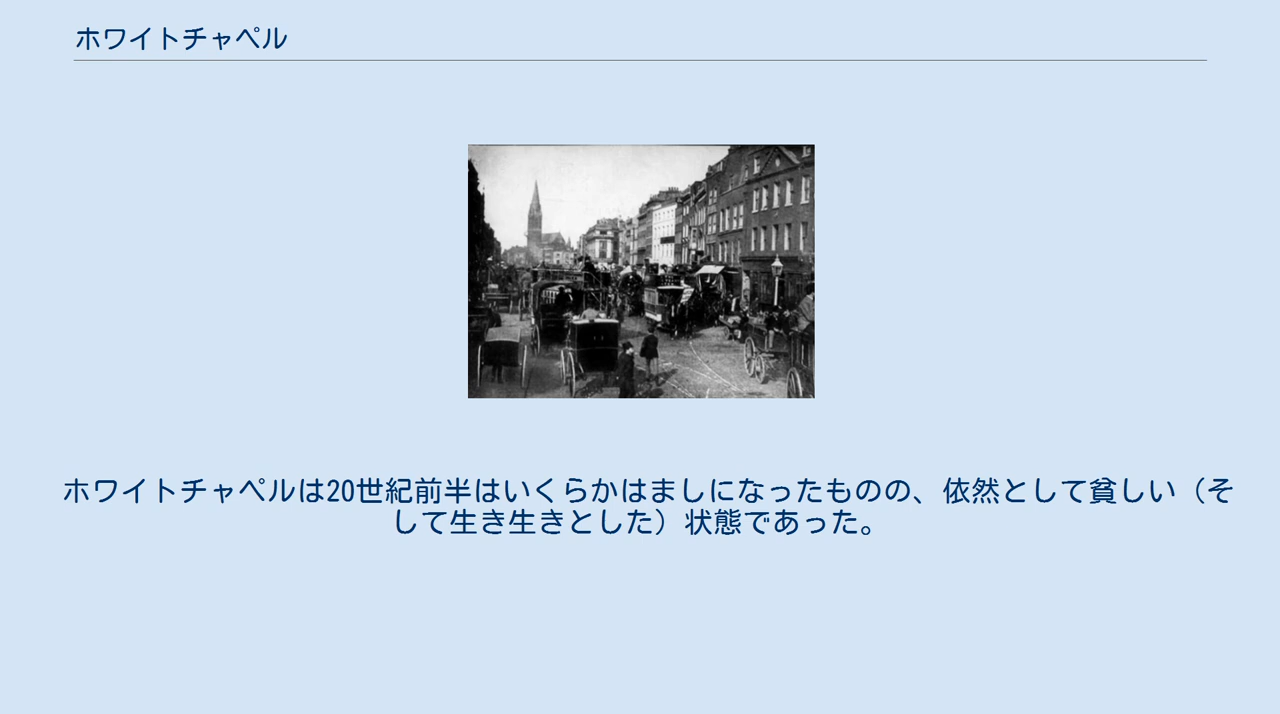 ホワイトチャペル
ホワイトチャペルは20世紀前半はいくらかはましになったものの、依然として貧しい（そ
して生き生きとした）状態であった。